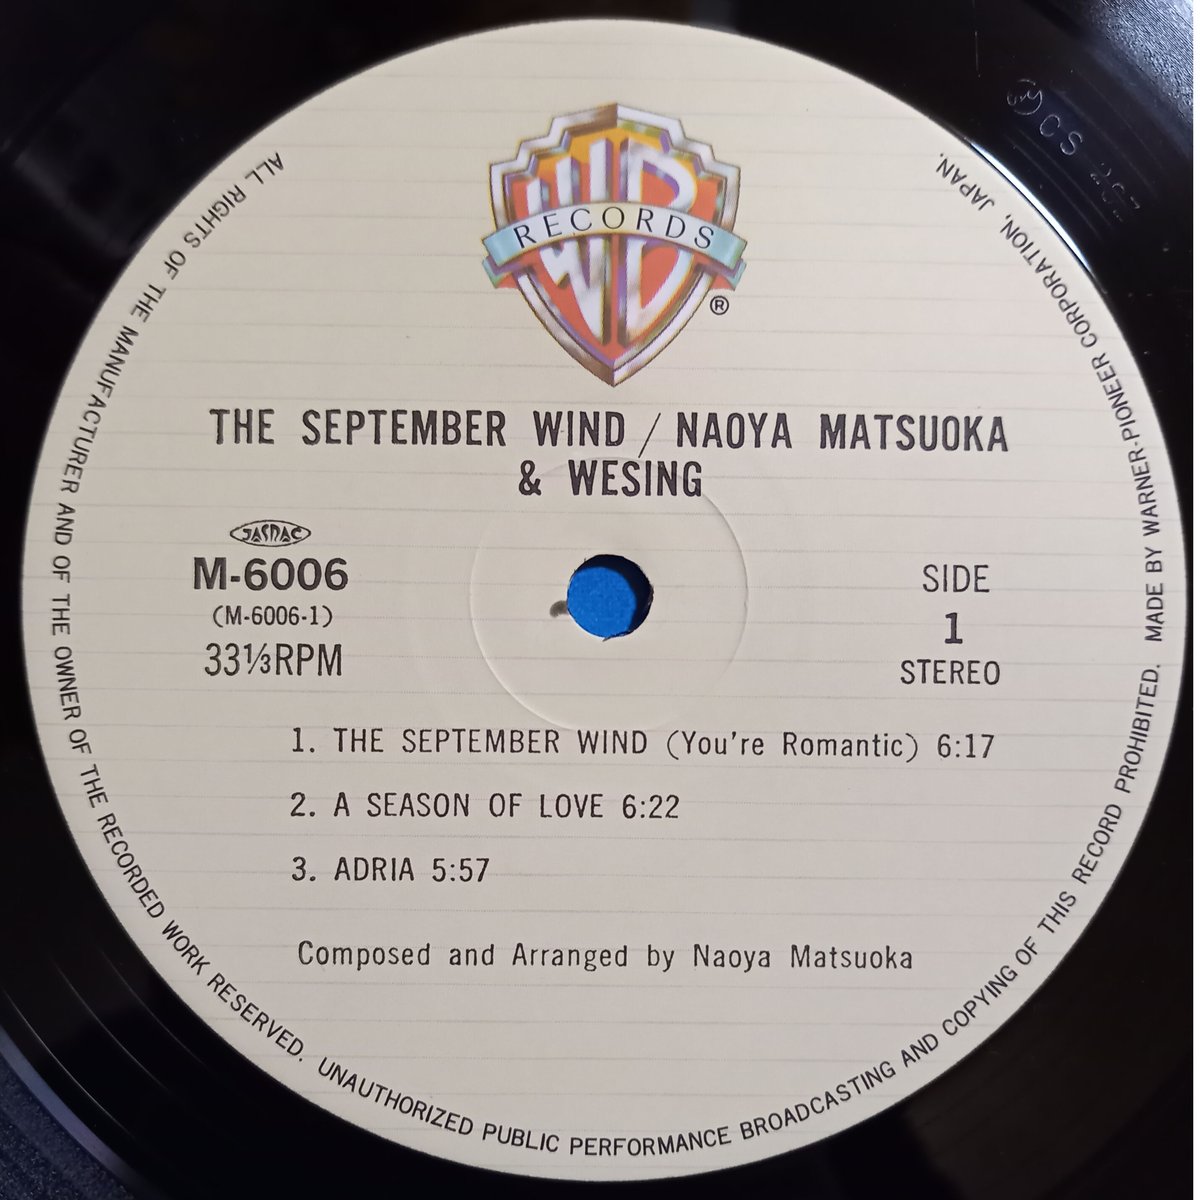 WB
RECORDS
®
THE SEPTEMBER WIND / NAOYA MATSUOKA
& WESING
JASRAC
M-6006
(M-6006-1)
33⅓RPM
SIDE
1
STEREO
1. THE SEPTEMBER WIND (You're Romantic) 6:17
2. A SEASON OF LOVE 6:22
3. ADRIA 5:57
Composed and Arranged by Naoya Matsuoka
ALL RIGHTS OF THE MANUFACTURER AND OF THE OWNER OF THE RECORDED WORK RESERVED. UNAUTHORIZED PUBLIC PERFORMANCE BROADCASTING AND COPYING OF THIS RECORD PROHIBITED. MADE BY WARNER-PIONEER CORPORATION, JAPAN.
CS